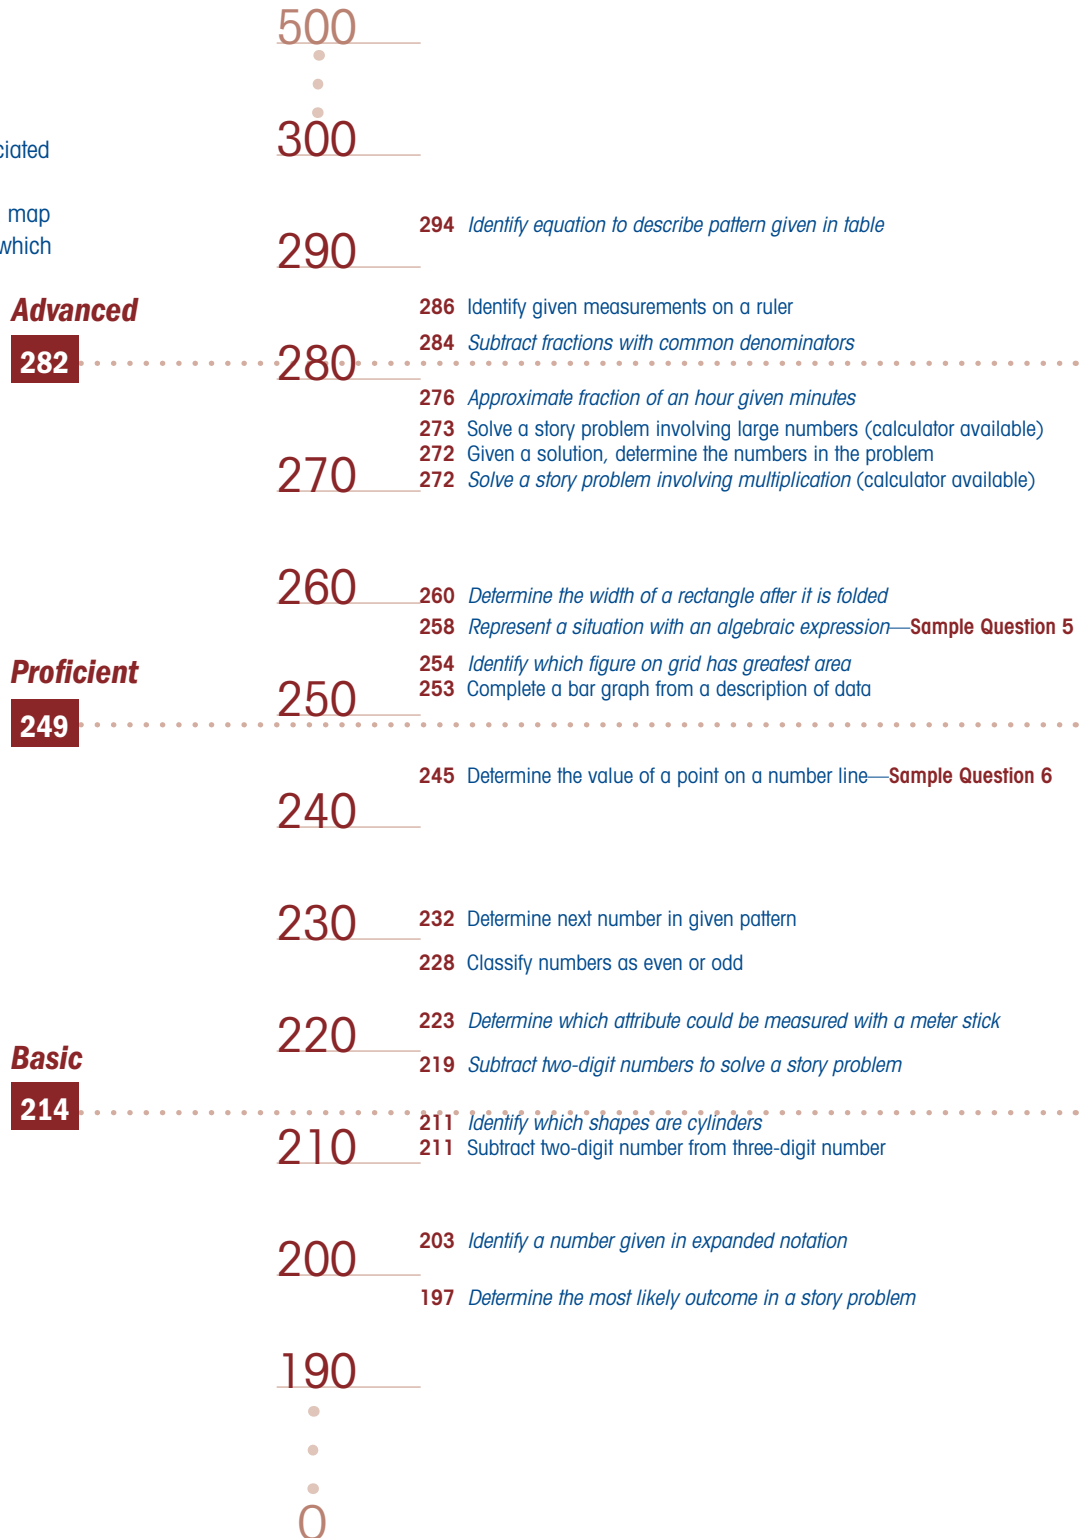 500
300
ciated
map
which
294 Identify equation to describe pattern given in table
290
Advanced
286 Identify given measurements on a ruler
284 Subtract fractions with common denominators
282
280
276 Approximate fraction of an hour given minutes
273 Solve a story problem involving large numbers (calculator available)
272 Given a solution, determine the numbers in the problem
270
272 Solve a story problem involving multiplication (calculator available)
260
260 Determine the width of a rectangle after it is folded
258 Represent a situation with an algebraic expression—Sample Question 5
Proficient
254 Identify which figure on grid has greatest area
253 Complete a bar graph from a description of data
250
249
245 Determine the value of a point on a number line—Sample Question 6
240
230
232 Determine next number in given pattern
228 Classify numbers as even or odd
220
223 Determine which attribute could be measured with a meter stick
Basic
219 Subtract two-digit numbers to solve a story problem
214
211 Identify which shapes are cylinders
210
211 Subtract two-digit number from three-digit number
203 Identify a number given in expanded notation
200
197 Determine the most likely outcome in a story problem
190
0